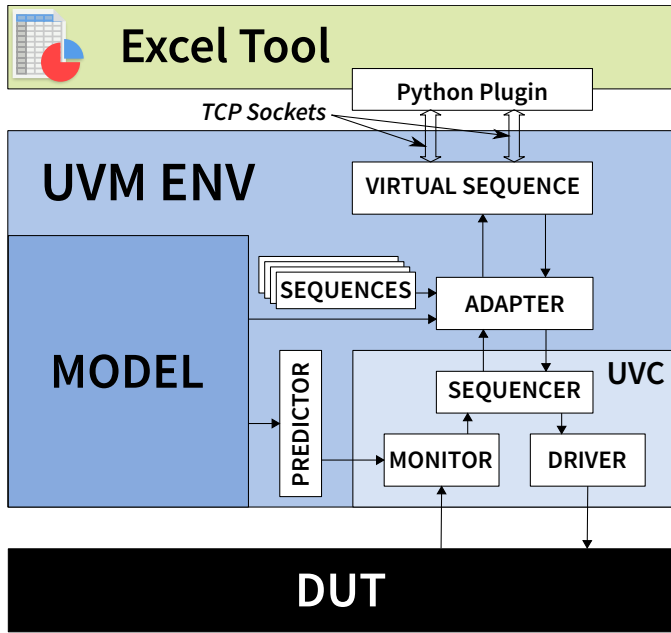 Excel Tool
Python Plugin
TCP Sockets
UVM ENV
VIRTUAL SEQUENCE
SEQUENCES
ADAPTER
MODEL
UVC
SEQUENCER
PREDICTOR
MONITOR
DRIVER
DUT